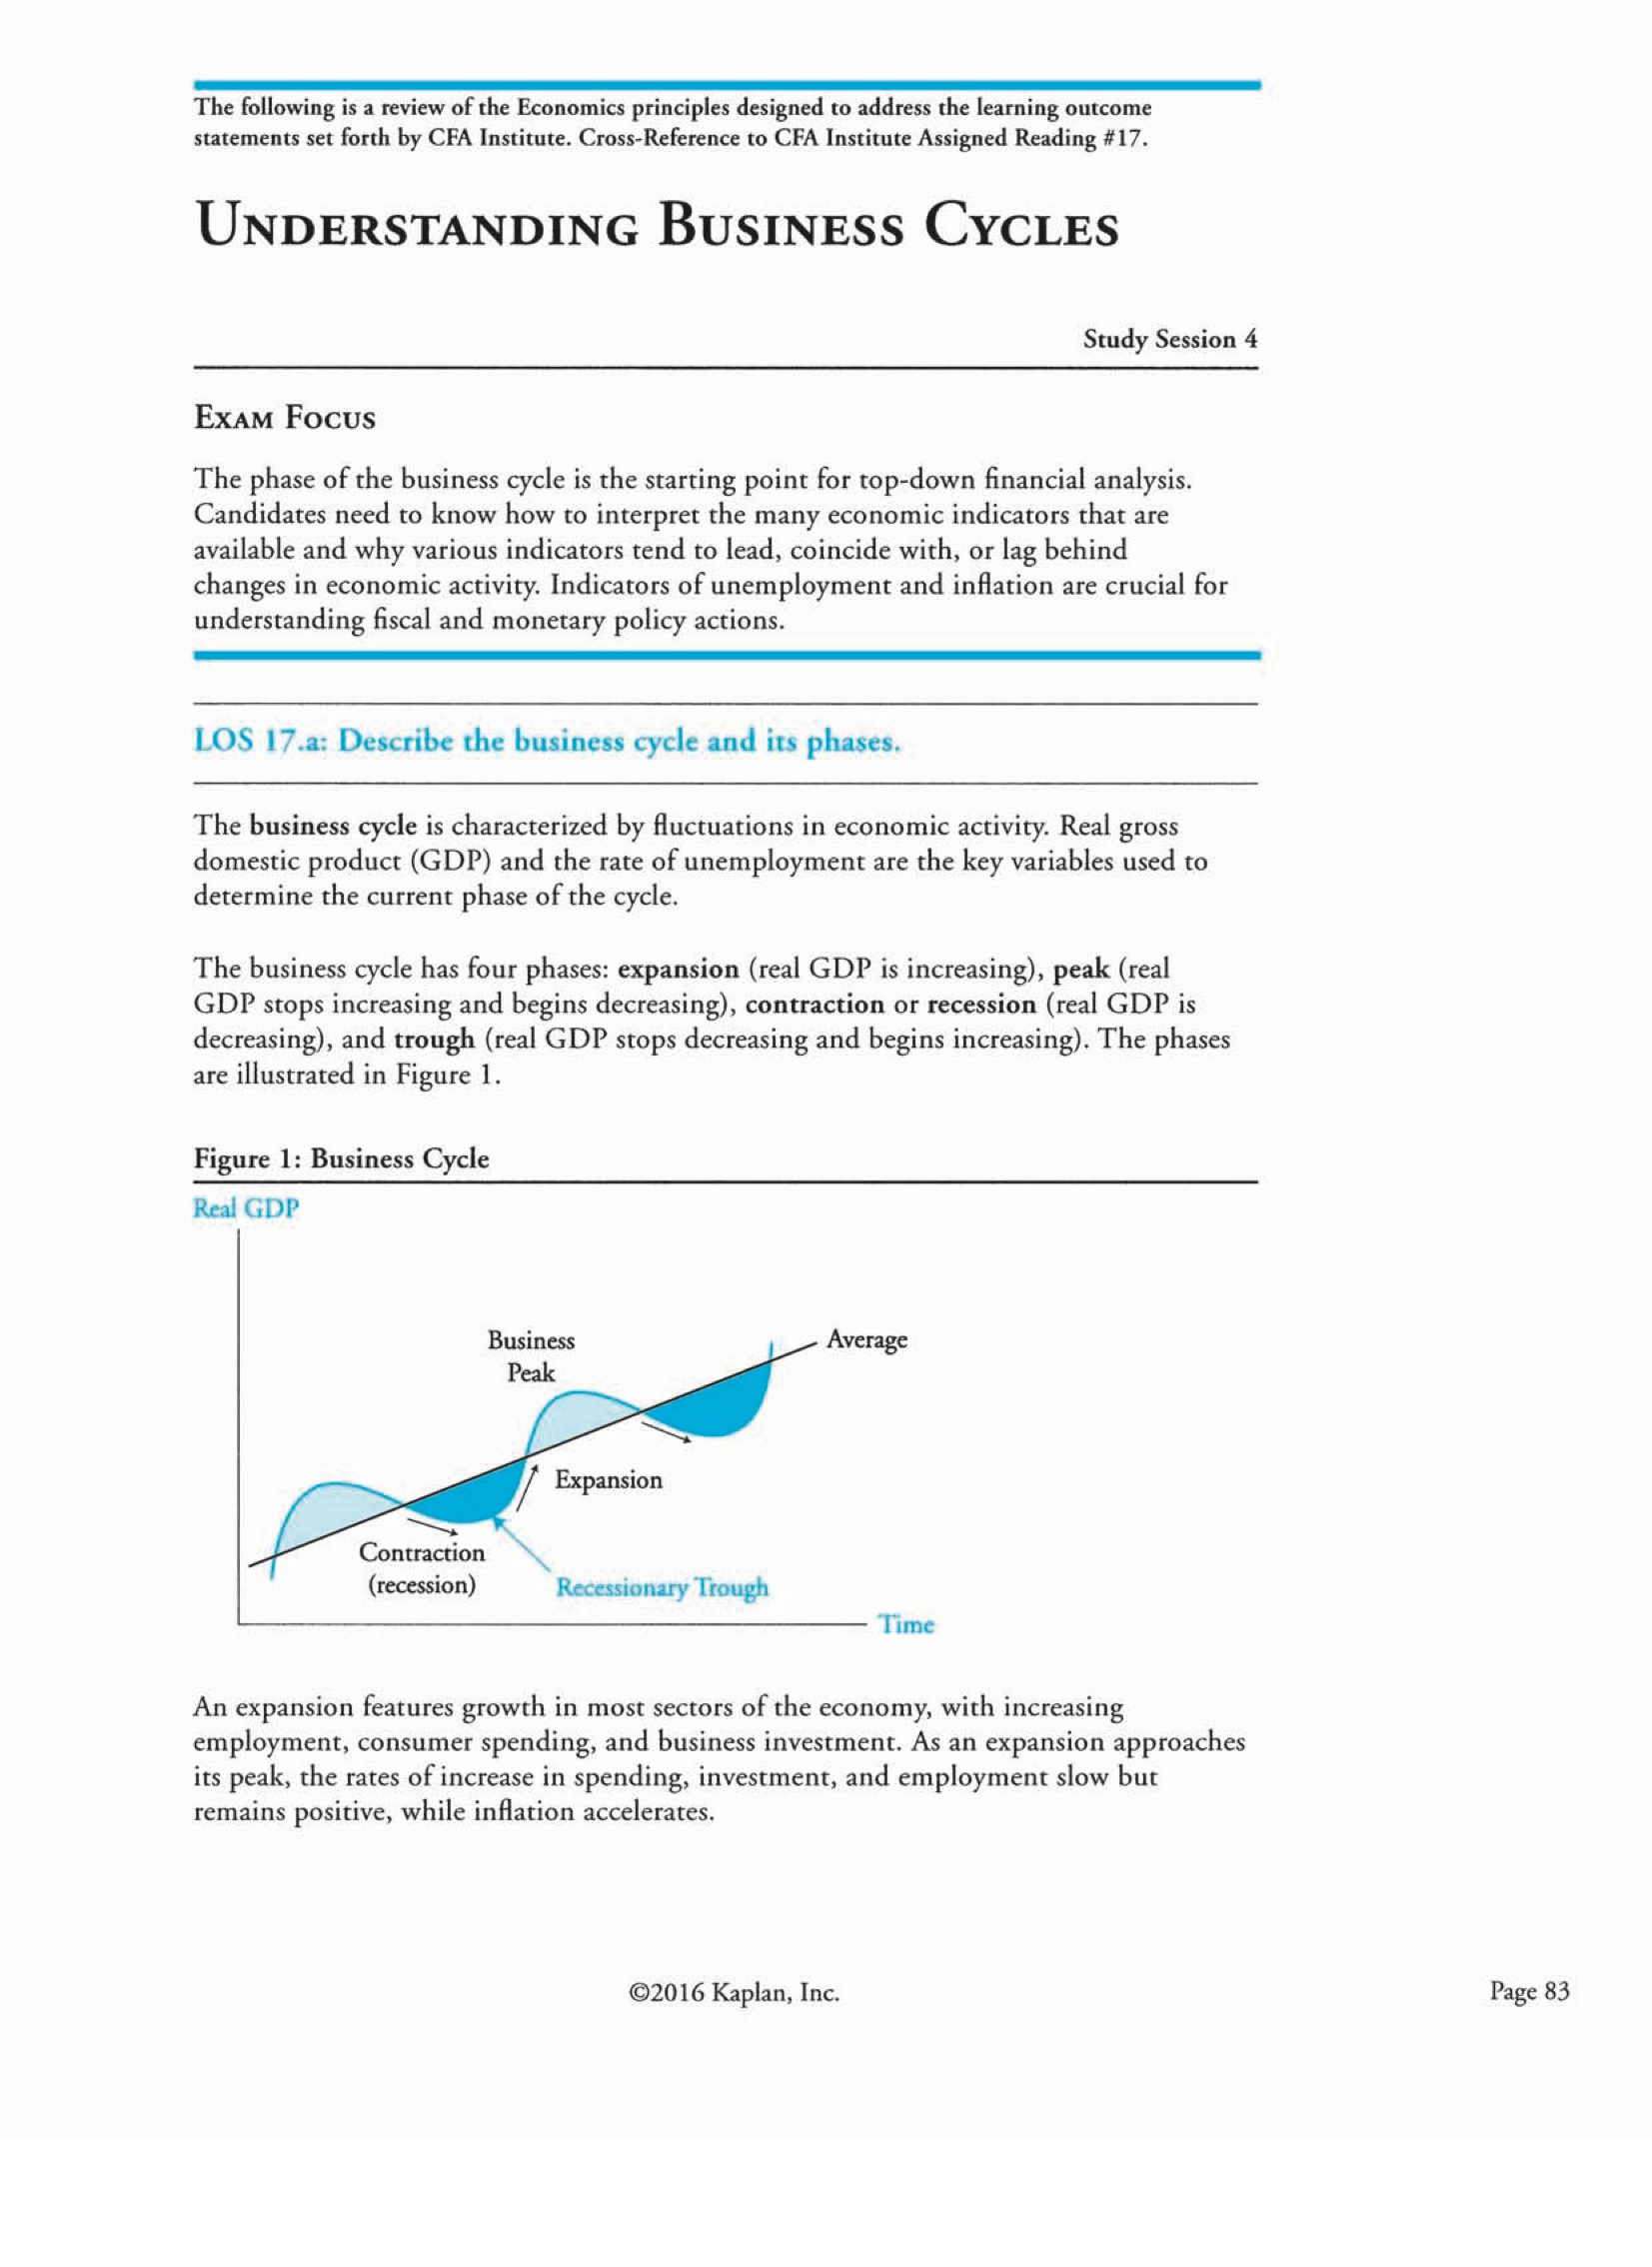 The following is a review of the Economics principles designed to address the learning outcome
statements set forth by CFA Institute. Cross-Reference to CFA Institute Assigned Reading #17.
UNDERSTANDING BUSINESS CYCLES
Study Session 4
EXAM FOCUS
The phase of the business cycle is the starting point for top-down financial analysis.
Candidates need to know how to interpret the many economic indicators that are
available and why various indicators tend to lead, coincide with, or lag behind
changes in economic activity. Indicators of unemployment and inflation are crucial for
understanding fiscal and monetary policy actions.
LOS 17.a: Describe the business cycle and its phases.
The business cycle is characterized by fluctuations in economic activity. Real gross
domestic product (GDP) and the rate of unemployment are the key variables used to
determine the current phase of the cycle.
The business cycle has four phases: expansion (real GDP is increasing), peak (real
GDP stops increasing and begins decreasing), contraction or recession (real GDP is
decreasing), and trough (real GDP stops decreasing and begins increasing). The phases
are illustrated in Figure 1.
Figure 1: Business Cycle
Real GDP
Business
Peak
Average
Expansion
Contraction
(recession)
Recessionary Trough
Time
An expansion features growth in most sectors of the economy, with increasing
employment, consumer spending, and business investment. As an expansion approaches
its peak, the rates of increase in spending, investment, and employment slow but
remains positive, while inflation accelerates.
©2016 Kaplan, Inc.
Page 83